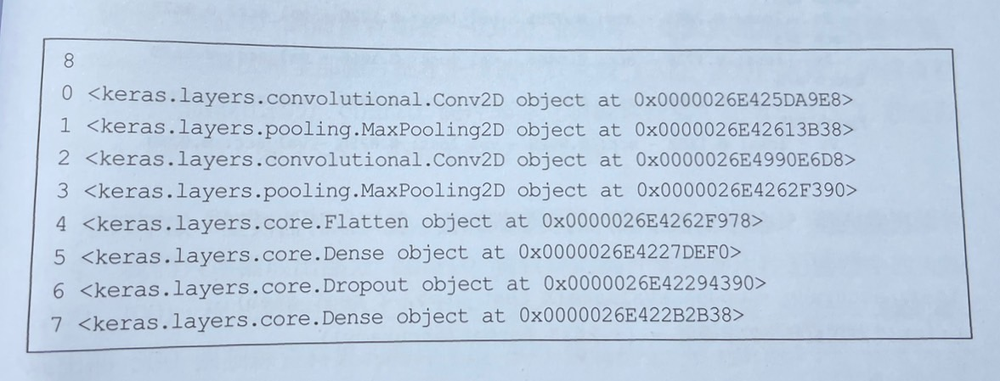 8
0 <keras.layers.convolutional.Conv2D object at 0x0000026E425DA9E8>
1 <keras.layers.pooling.MaxPooling2D object at 0x0000026E42613B38>
2 <keras.layers.convolutional.Conv2D object at 0x0000026E4990E6D8>
3 <keras.layers.pooling.MaxPooling2D object at 0x0000026E4262F390>
4 <keras.layers.core.Flatten object at 0x0000026E4262F978>
5 <keras.layers.core.Dense object at 0x0000026E4227DEF0>
6 <keras.layers.core.Dropout object at 0x0000026E42294390>
7 <keras.layers.core.Dense object at 0x0000026E422B2B38>